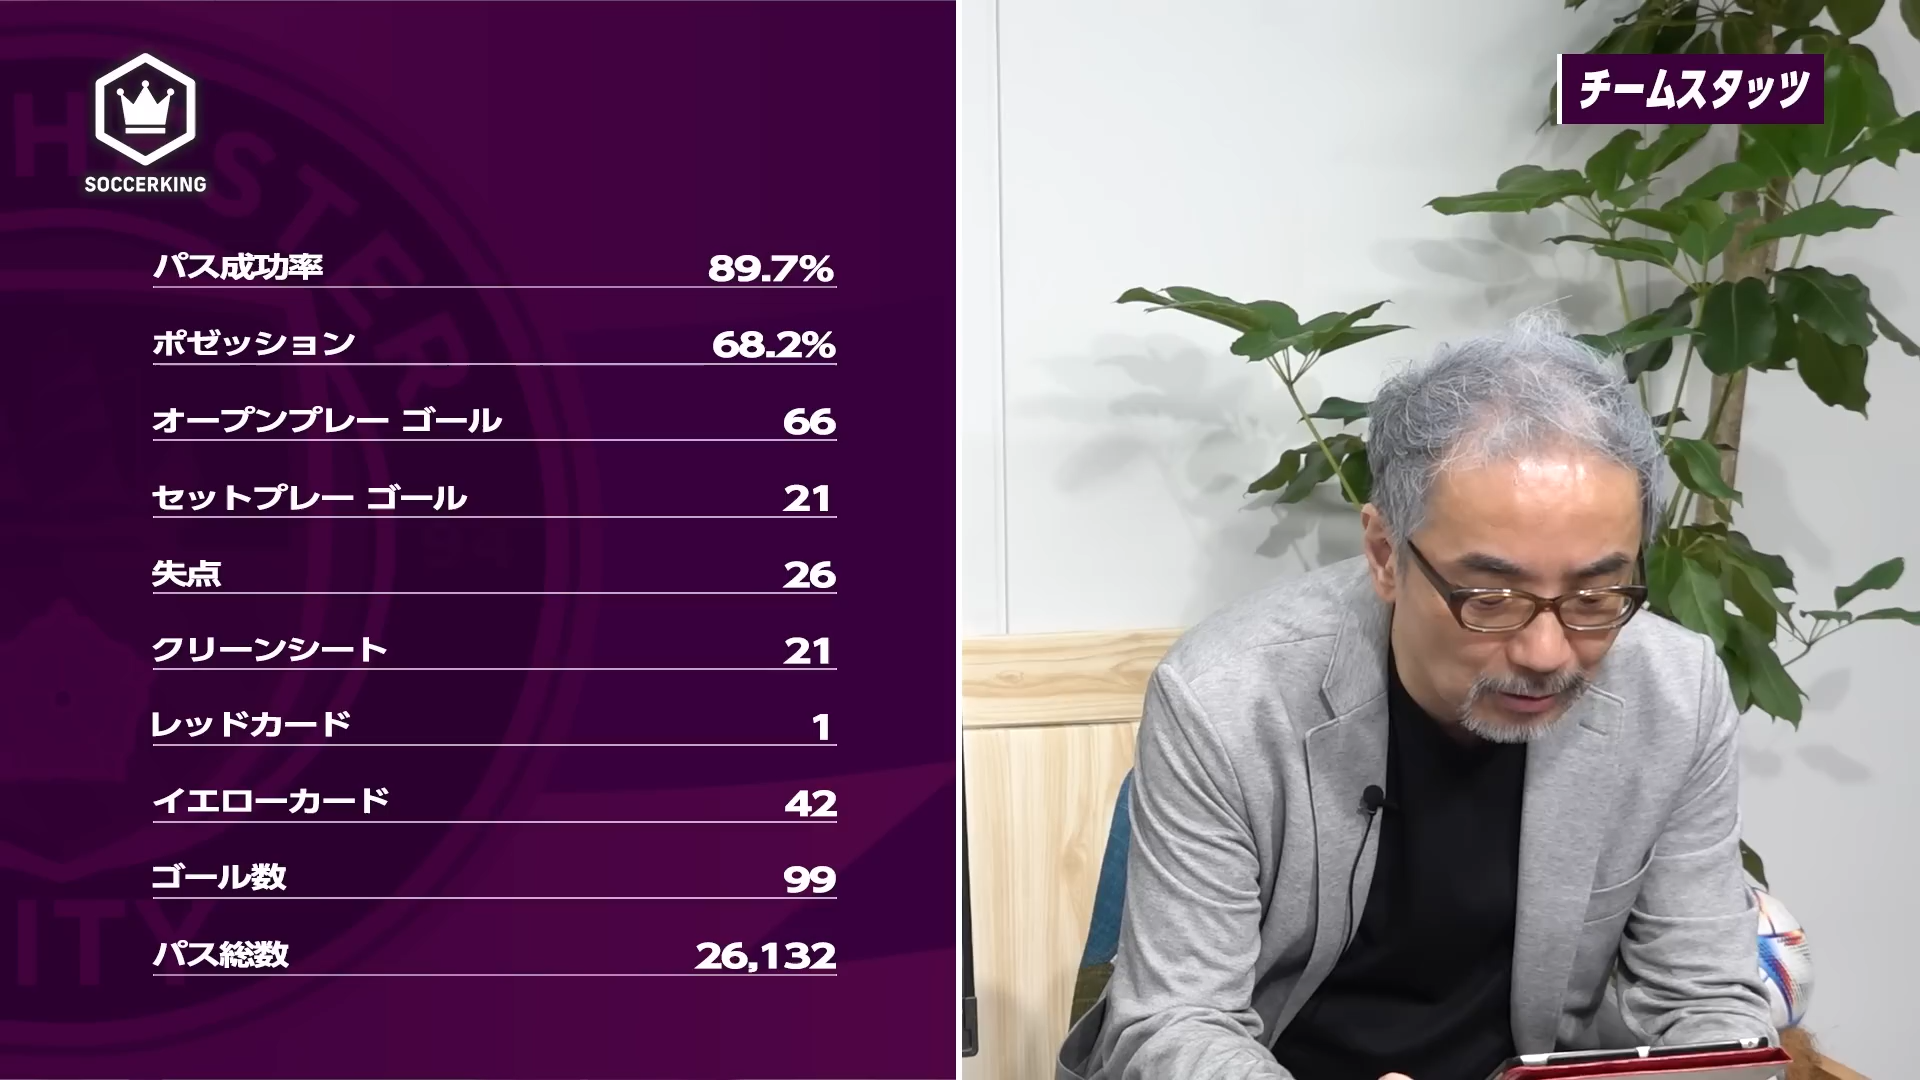 SOCCERKING
チームスタッツ
パス成功率 89.7%
ポゼッション 68.2%
オープンプレー ゴール 66
セットプレー ゴール 21
失点 26
クリーンシート 21
レッドカード 1
イエローカード 42
ゴール数 99
パス総数 26,132